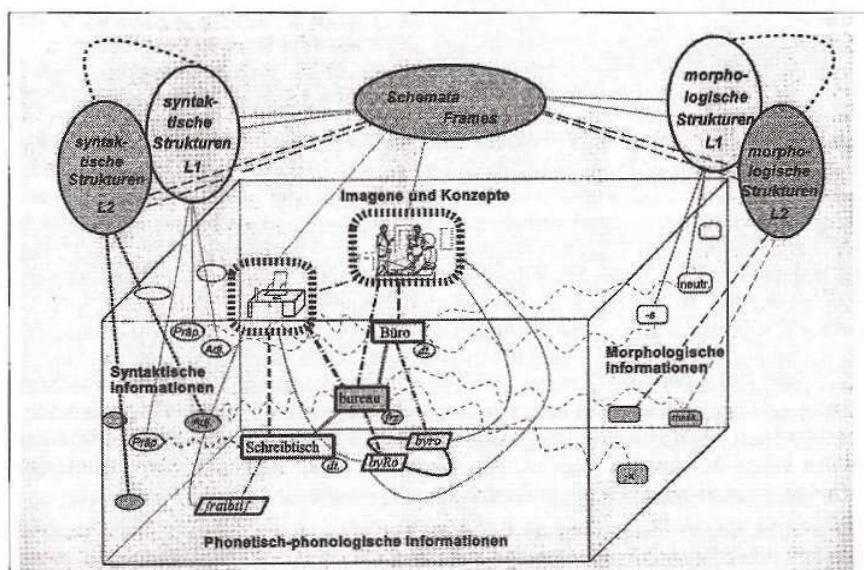 syntak-
tische
Strukturen
L1
syntak-
tische
Strukturen
L2
Schemata
Frames
morpho-
logische
Strukturen
L1
morpho-
logische
Strukturen
L2
Imagene und Konzepte
neutr.
-s
Präp.
Adj.
Büro
dt.
Syntaktische
Informationen
Morphologische
Informationen
bureau
frz
mask.
Adj.
Präp.
Schreibtisch
dt.
byro
byRo
-x
Phonetisch-phonologische Informationen